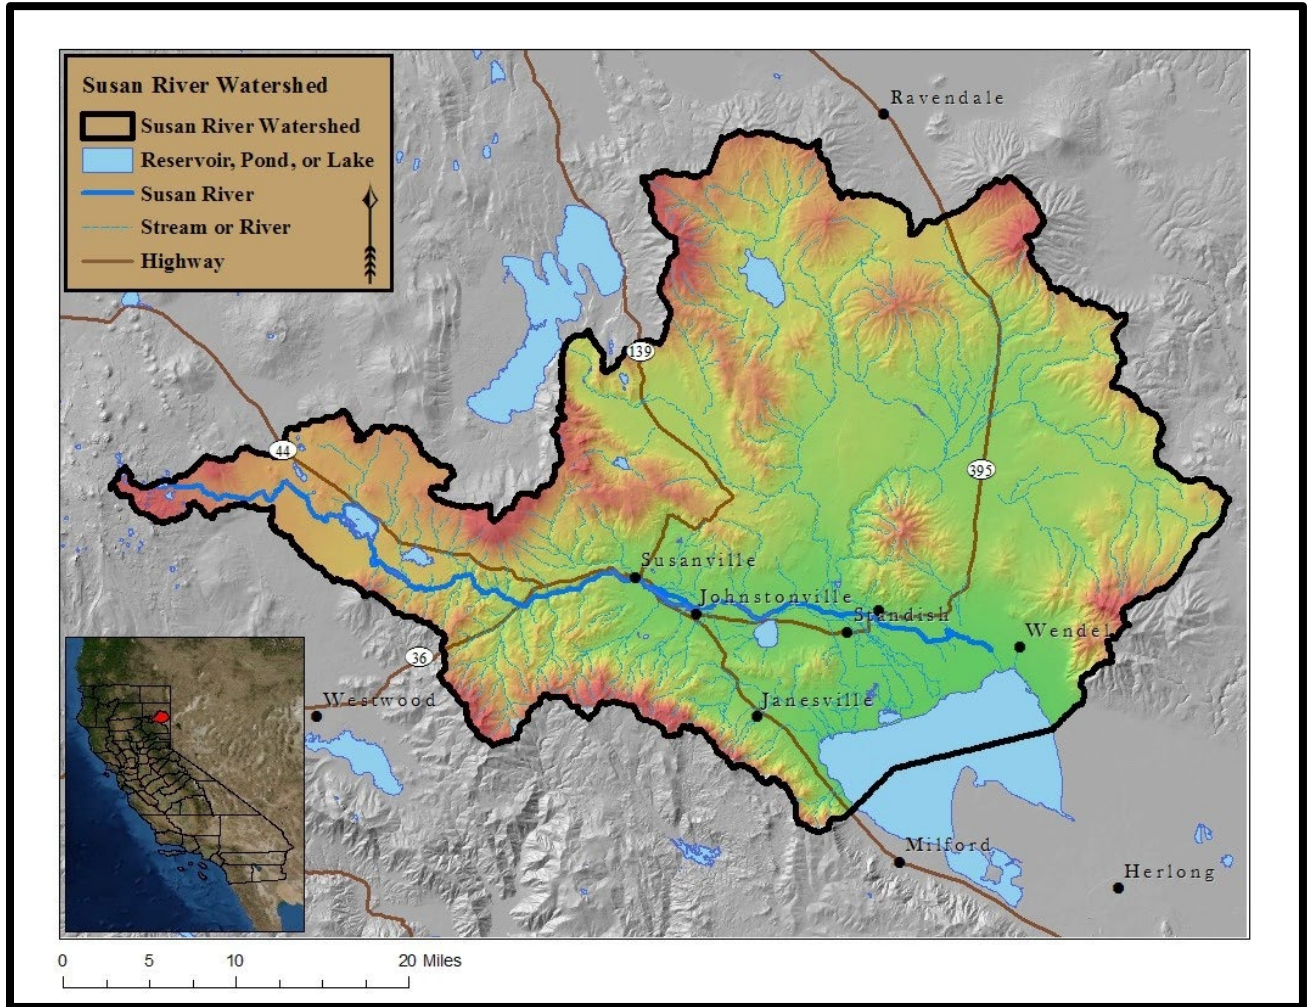 Susan River Watershed
Susan River Watershed
Reservoir, Pond, or Lake
Susan River
Stream or River
Highway
Ravendale
139
44
395
Susanville
Johnstonville
Standish
Wendel
36
Westwood
Janesville
Milford
Herlong
0 5 10 20 Miles